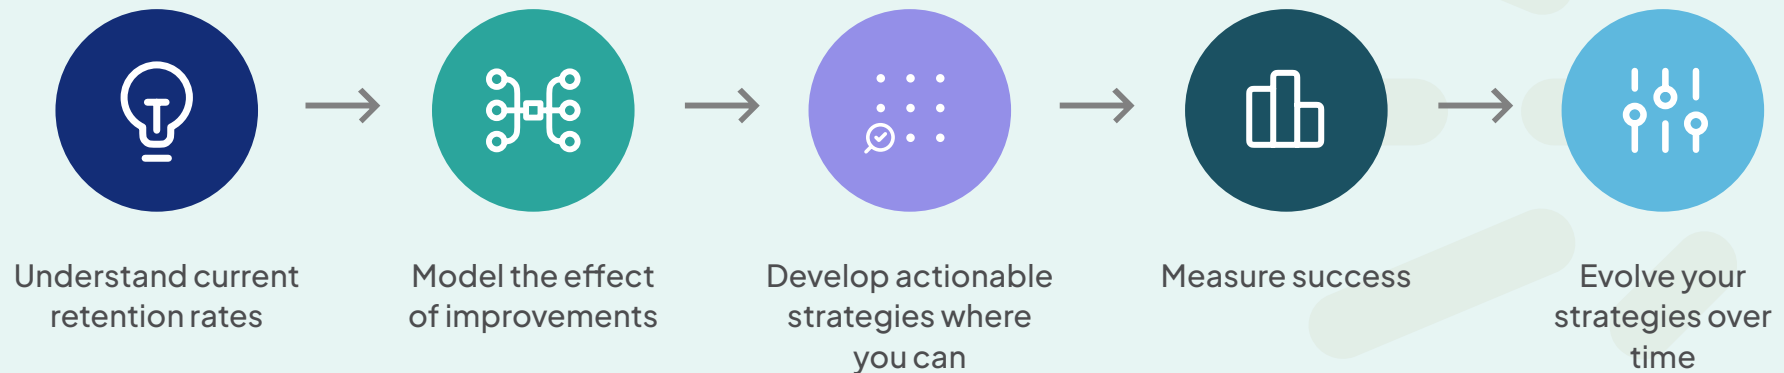 Understand current
retention rates
Model the effect
of improvements
Develop actionable
strategies where
you can
Measure success
Evolve your
strategies over
time